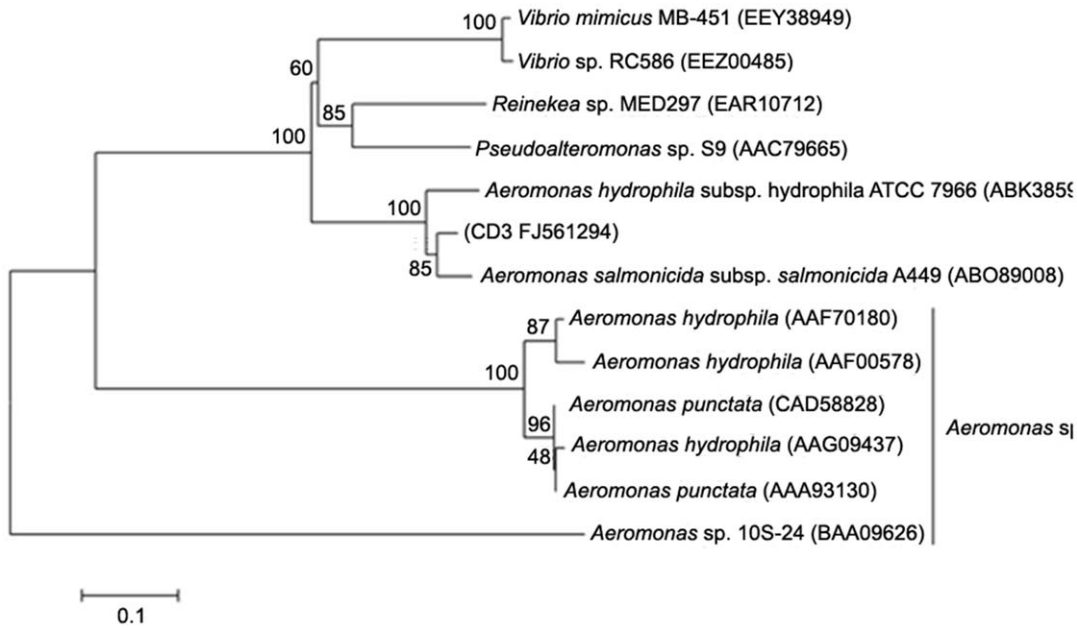 100
Vibrio mimicus MB-451 (EEY38949)
Vibrio sp. RC586 (EEZ00485)
60
Reinekea sp. MED297 (EAR10712)
85
100
Pseudoalteromonas sp. S9 (AAC79665)
Aeromonas hydrophila subsp. hydrophila ATCC 7966 (ABK3859
100
(CD3 FJ561294)
85
Aeromonas salmonicida subsp. salmonicida A449 (ABO89008)
Aeromonas hydrophila (AAF70180)
87
Aeromonas hydrophila (AAF00578)
100
Aeromonas punctata (CAD58828)
96
Aeromonas hydrophila (AAG09437)
48
Aeromonas punctata (AAA93130)
Aeromonas sp. 10S-24 (BAA09626)
Aeromonas s
0.1